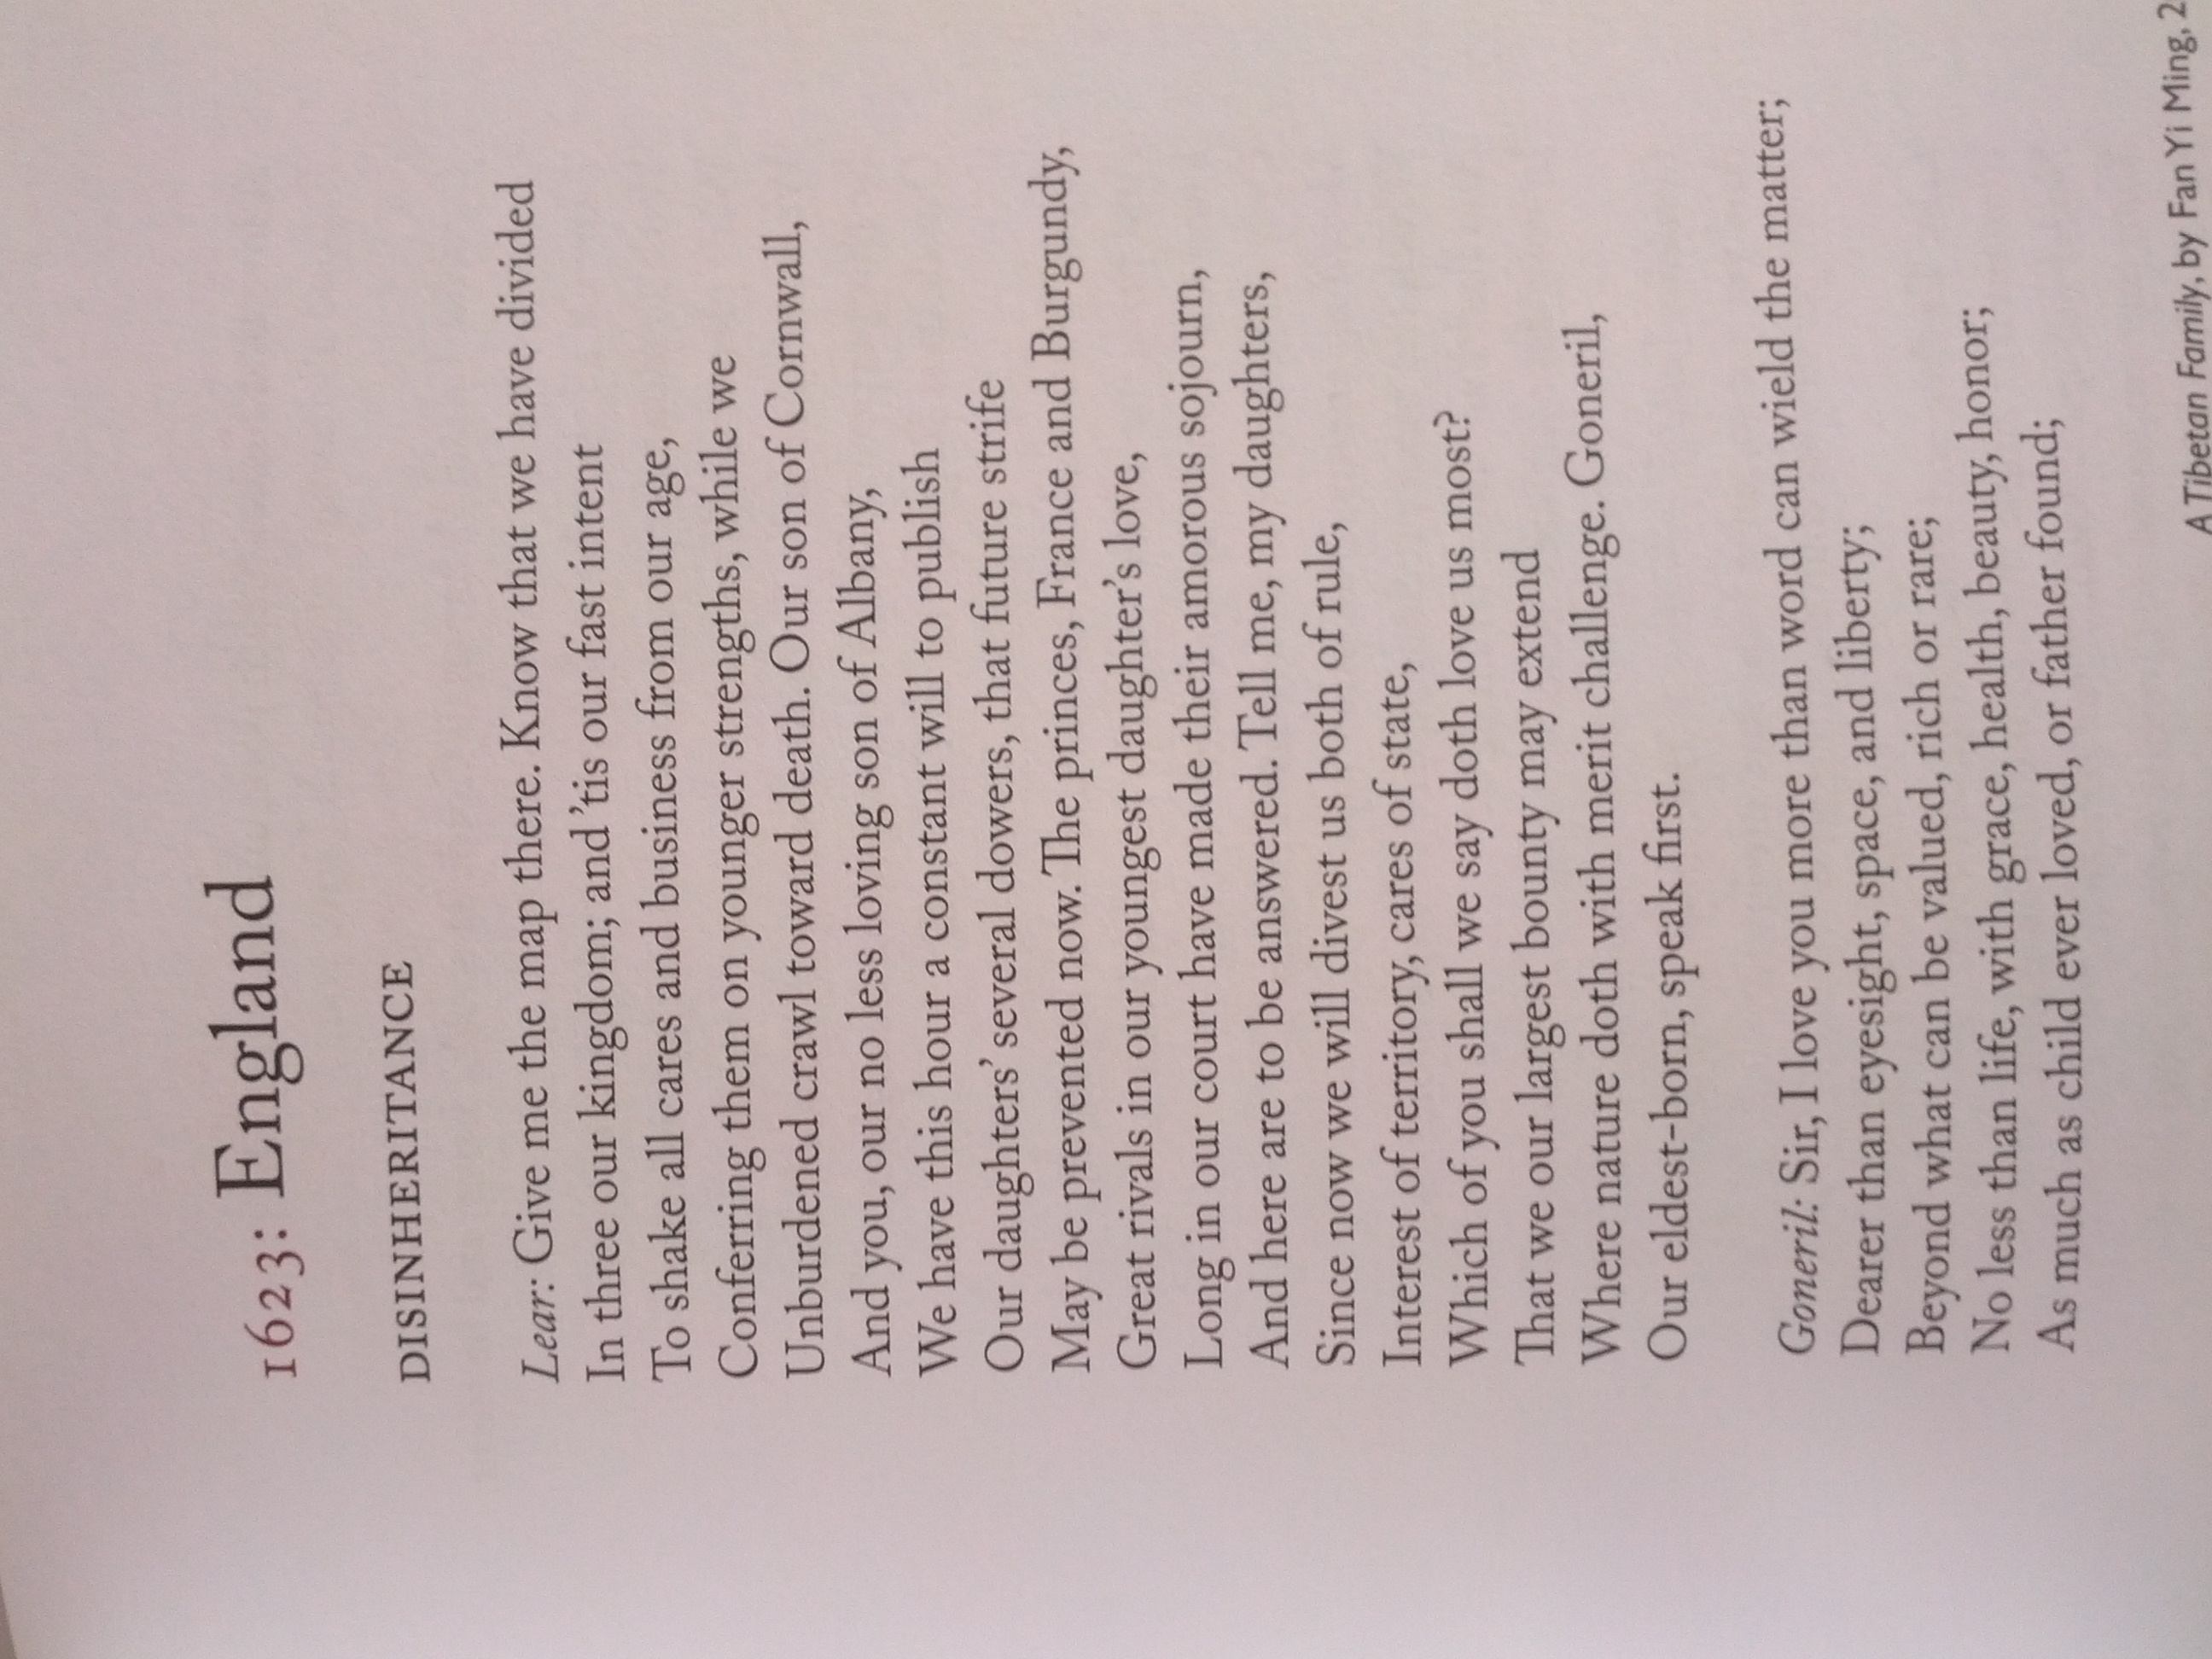 1623: England
DISINHERITANCE
Lear: Give me the map there. Know that we have divided
In three our kingdom; and 'tis our fast intent
To shake all cares and business from our age,
Conferring them on younger strengths, while we
Unburdened crawl toward death. Our son of Cornwall,
And you, our no less loving son of Albany,
We have this hour a constant will to publish
Our daughters' several dowers, that future strife
May be prevented now. The princes, France and Burgundy,
Great rivals in our youngest daughter's love,
Long in our court have made their amorous sojourn,
And here are to be answered. Tell me, my daughters,
Since now we will divest us both of rule,
Interest of territory, cares of state,
Which of you shall we say doth love us most?
That we our largest bounty may extend
Where nature doth with merit challenge. Goneril,
Our eldest-born, speak first.
Goneril: Sir, I love you more than word can wield the matter;
Dearer than eyesight, space, and liberty;
Beyond what can be valued, rich or rare;
No less than life, with grace, health, beauty, honor;
As much as child ever loved, or father found;
A Tibetan Family, by Fan Yi Ming, 2